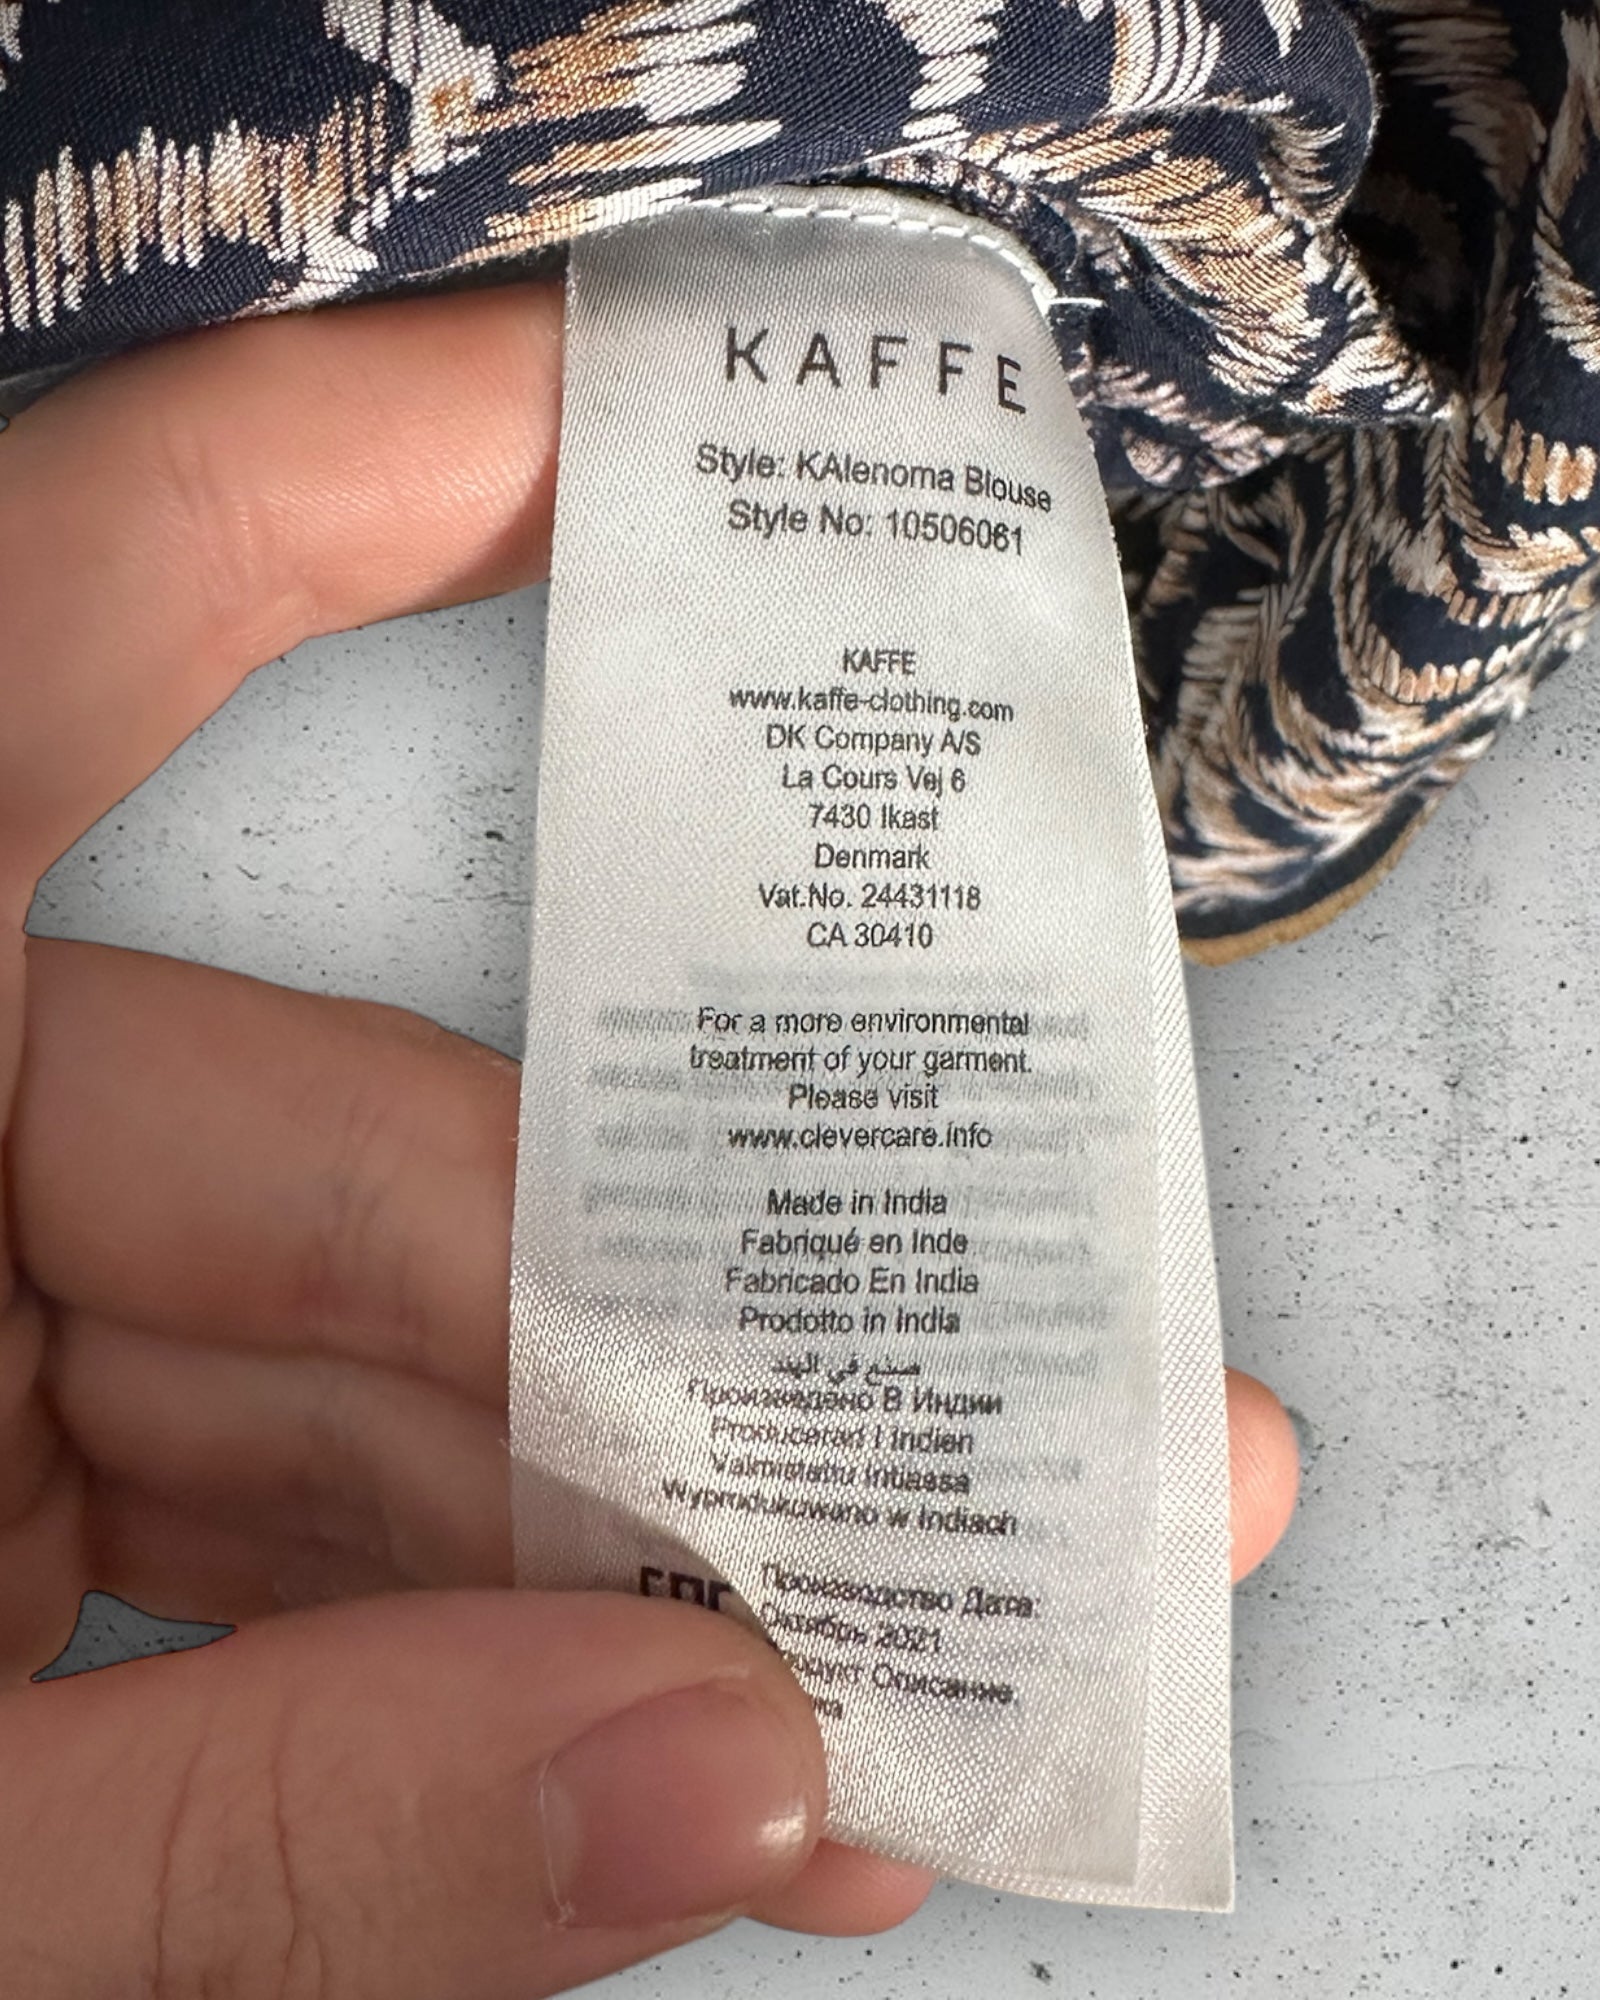 KAFFE
Style: KAlenoma Blouse
Style No: 10506061
KAFFE
www.kaffe-clothing.com
DK Company A/S
La Cours Vej 6
7430 Ikast
Denmark
Vat.No. 24431118
CA 30410
For a more environmental
treatment of your garment.
Please visit
www.clevercare.info
Made in India
Fabriqué en Inde
Fabricado En India
Prodotto in India
صنع في الهند
Произведено В Индии
Producerad I Indien
Valmistettu Intiassa
Wyprodukowano w Indiach
Производство Дата:
Октябрь 2021
Описание.